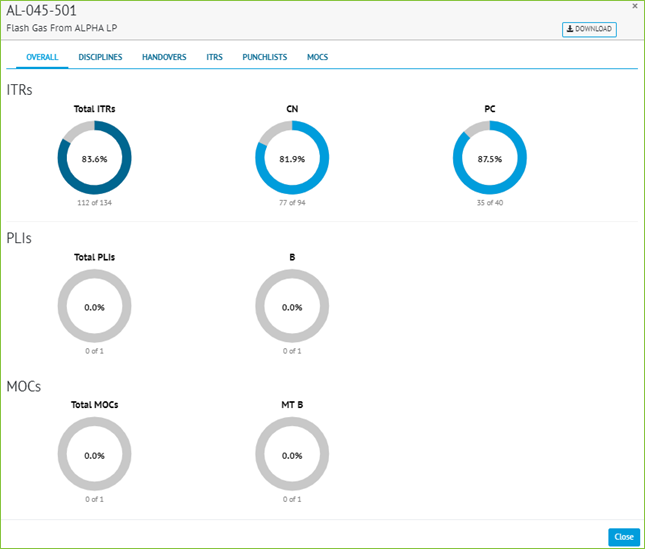 AL-045-501
×
Flash Gas From ALPHA LP
DOWNLOAD
OVERALL DISCIPLINES HANDOVERS ITRS PUNCHLISTS MOCS
ITRs
Total ITRs CN PC
83.6% 81.9% 87.5%
112 of 134 77 of 94 35 of 40
PLIs
Total PLIs B
0.0% 0.0%
0 of 1 0 of 1
MOCs
Total MOCs MT B
0.0% 0.0%
0 of 1 0 of 1
Close